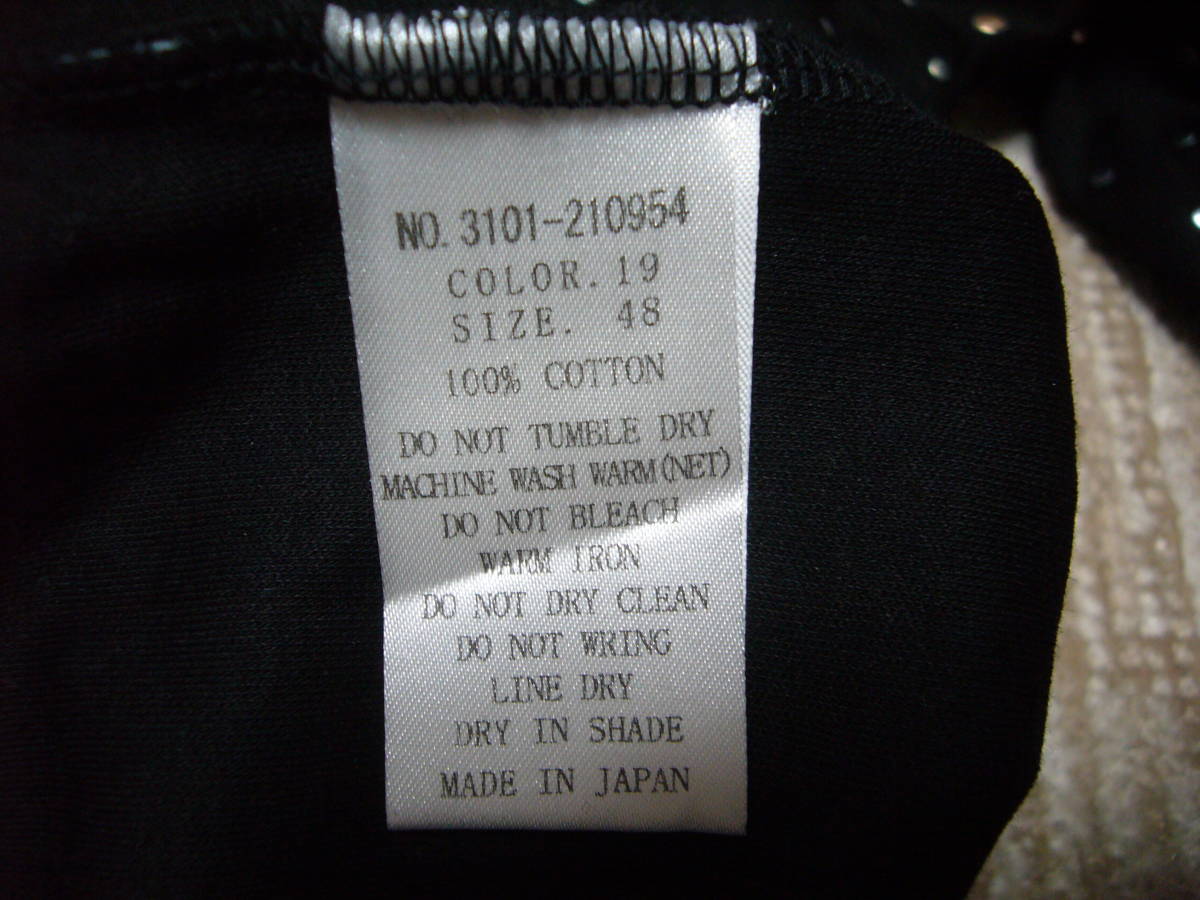 NO. 3101-210954
COLOR. 19
SIZE. 48
100% COTTON
DO NOT TUMBLE DRY
MACHINE WASH WARM(NET)
DO NOT BLEACH
WARM IRON
DO NOT DRY CLEAN
DO NOT WRING
LINE DRY
DRY IN SHADE
MADE IN JAPAN